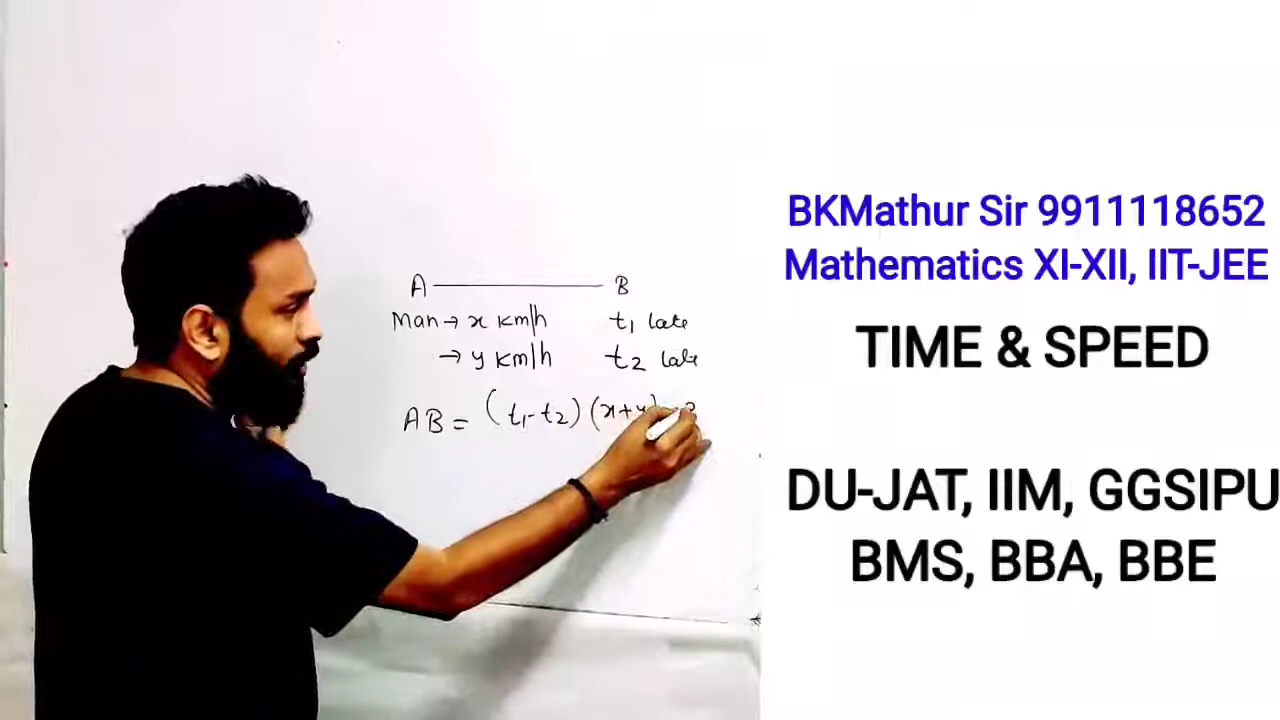 A B
Man → x km/h t1 late
→ y km/h t2 late
AB = (t1-t2) (x+y)
BKMathur Sir 9911118652
Mathematics XI-XII, IIT-JEE
TIME & SPEED
DU-JAT, IIM, GGSIPU
BMS, BBA, BBE